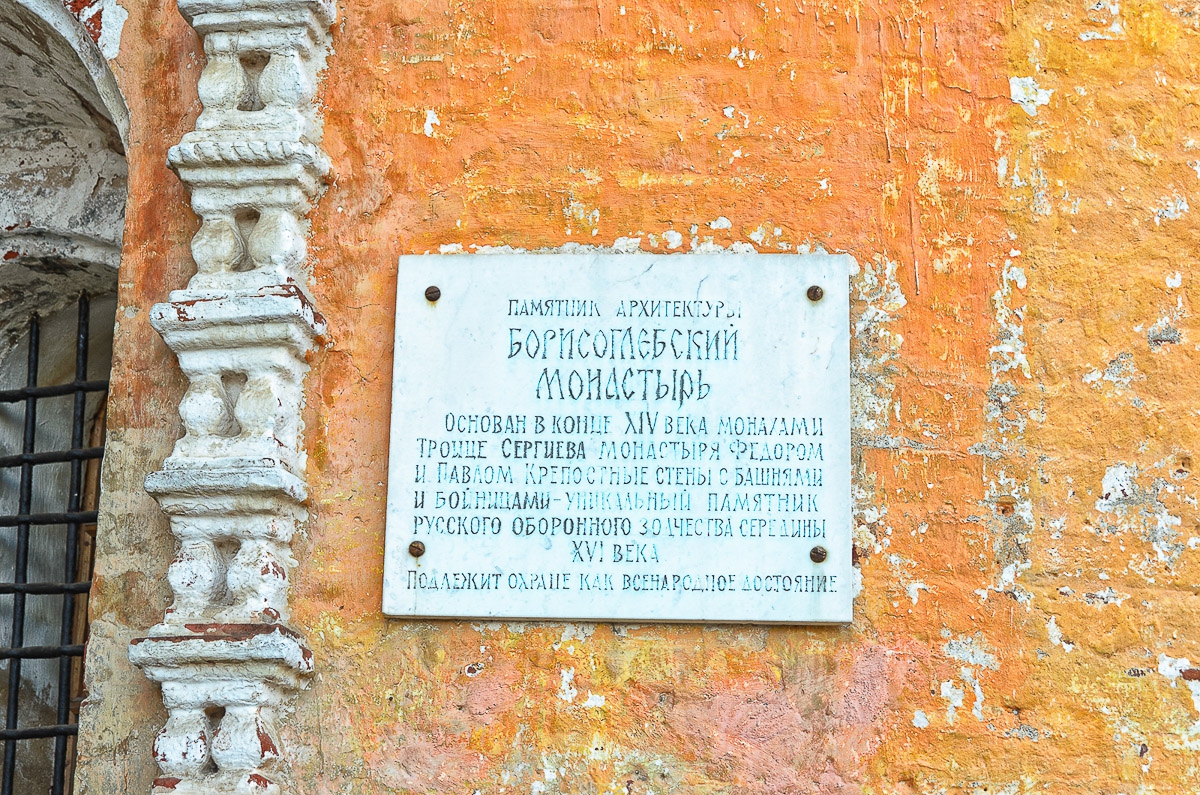 ПАМЯТНИК АРХИТЕКТУРЫ
БОРИСОГЛЕБСКИЙ
МОНАСТЫРЬ
ОСНОВАН В КОНЦЕ XIV ВЕКА МОНАХАМИ
ТРОИЦЕ СЕРГИЕВА МОНАСТЫРЯ ФЕДОРОМ
И ПАВЛОМ. КРЕПОСТНЫЕ СТЕНЫ С БАШНЯМИ
И БОЙНИЦАМИ-УНИКАЛЬНЫЙ ПАМЯТНИК
РУССКОГО ОБОРОННОГО ЗОДЧЕСТВА СЕРЕДИНЫ
XVI ВЕКА
ПОДЛЕЖИТ ОХРАНЕ КАК ВСЕНАРОДНОЕ ДОСТОЯНИЕ.